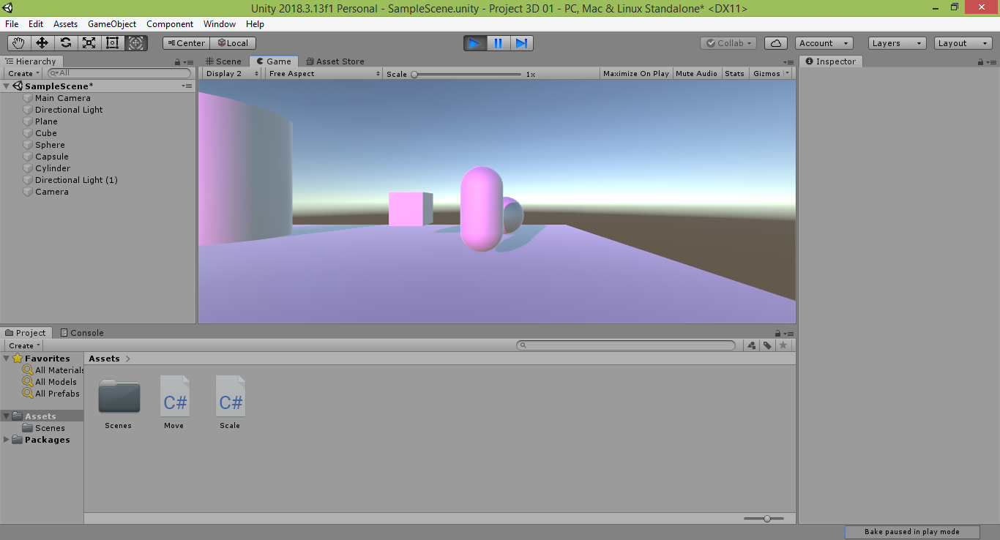 Unity 2018.3.13f1 Personal - SampleScene.unity - Project 3D 01 - PC, Mac & Linux Standalone* <DX11>
File Edit Assets GameObject Component Window Help
Center Local Collab Account Layers Layout
Hierarchy
Create All
SampleScene*
Main Camera
Directional Light
Plane
Cube
Sphere
Capsule
Cylinder
Directional Light (1)
Camera
Scene Game Asset Store
Display 2 Free Aspect Scale 1x Maximize On Play Mute Audio Stats Gizmos
Inspector
Project Console
Create
Favorites
All Materials
All Models
All Prefabs
Assets
Scenes
Packages
Assets
C# C#
Scenes Move Scale
Bake paused in play mode